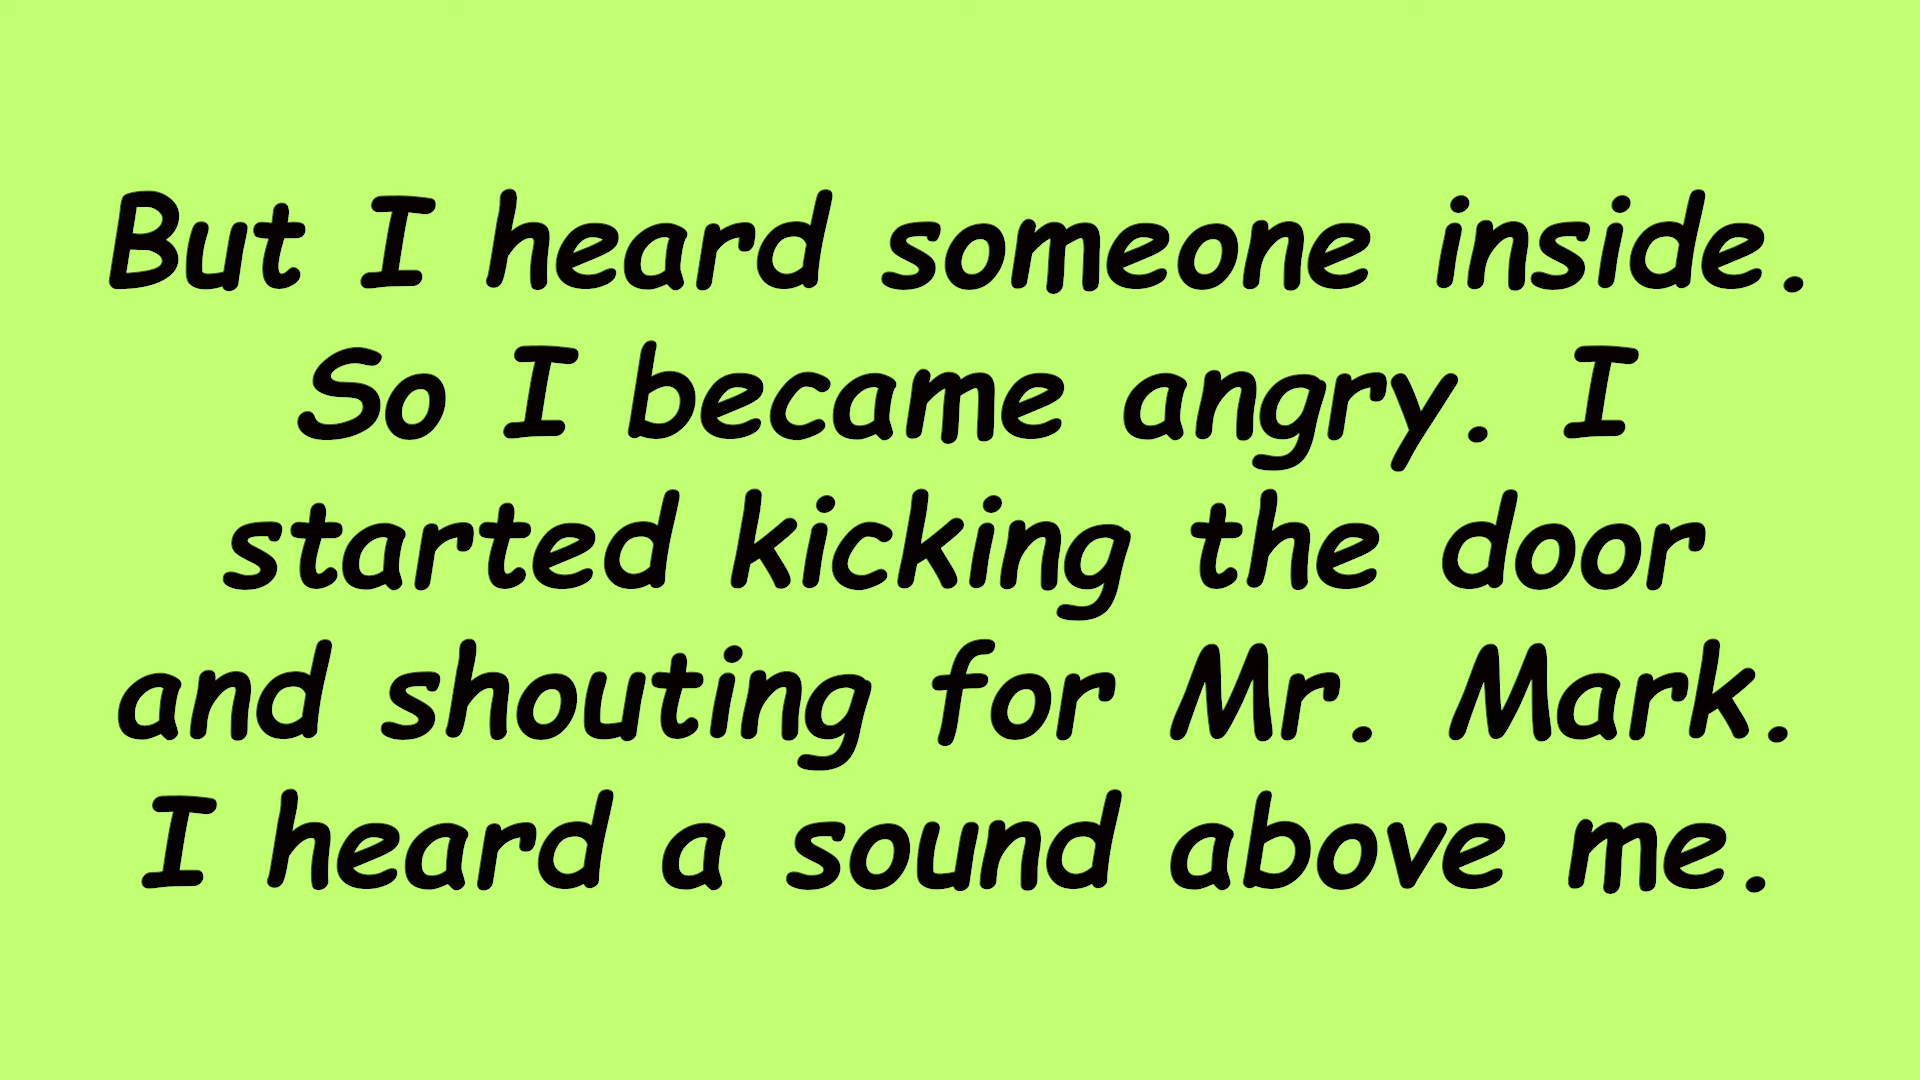 But I heard someone inside.
So I became angry. I
started kicking the door
and shouting for Mr. Mark.
I heard a sound above me.